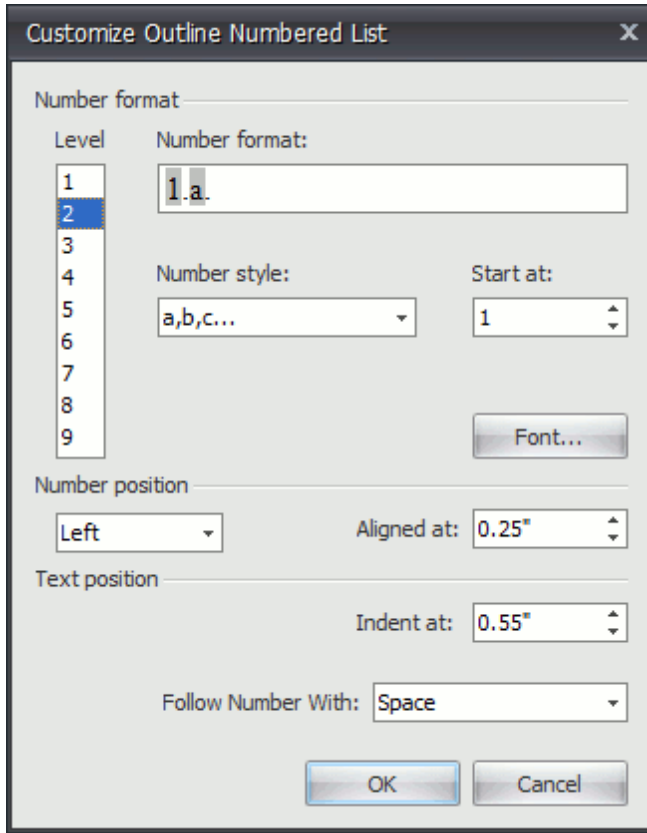 Customize Outline Numbered List x
Number format
Level Number format:
1
1.a.
2
3
4
5
6
7
8
9
Number style: Start at:
a,b,c... 1
Font...
Number position
Left Aligned at: 0.25"
Text position
Indent at: 0.55"
Follow Number With: Space
OK Cancel